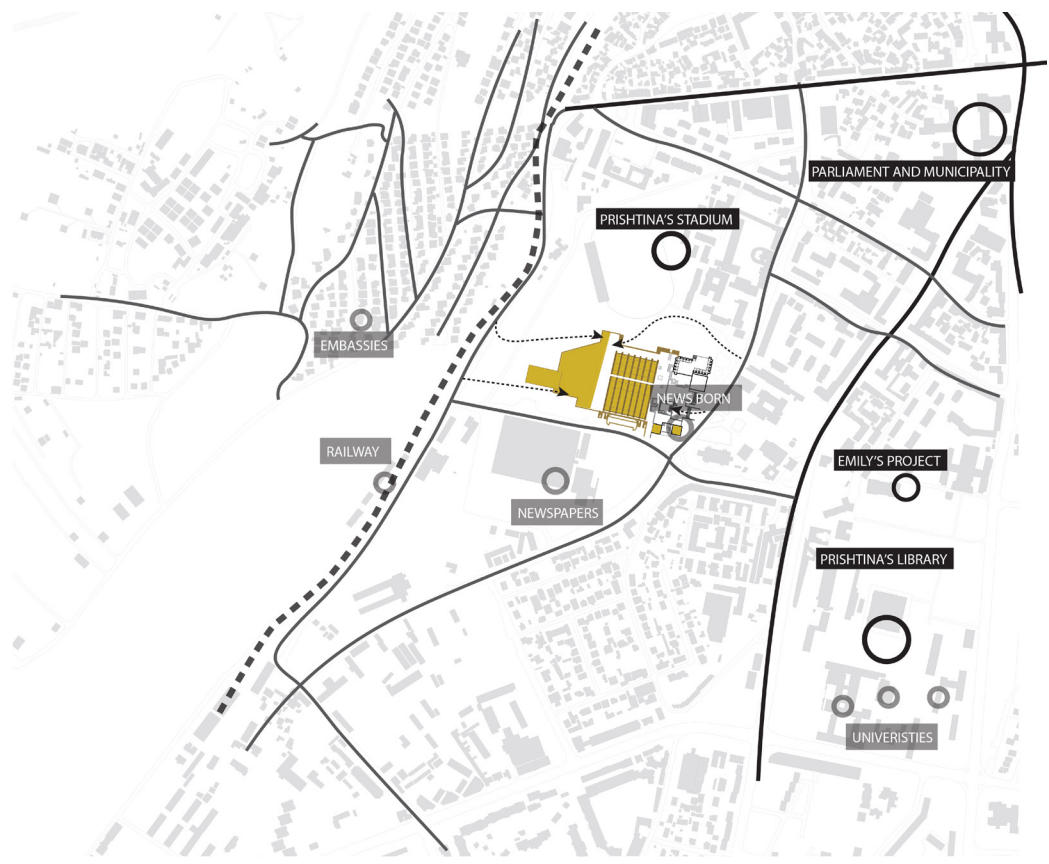 PARLIAMENT AND MUNICIPALITY
PRISHTINA'S STADIUM
EMBASSIES
NEWS BORN
RAILWAY
EMILY'S PROJECT
NEWSPAPERS
PRISHTINA'S LIBRARY
UNIVERISTIES